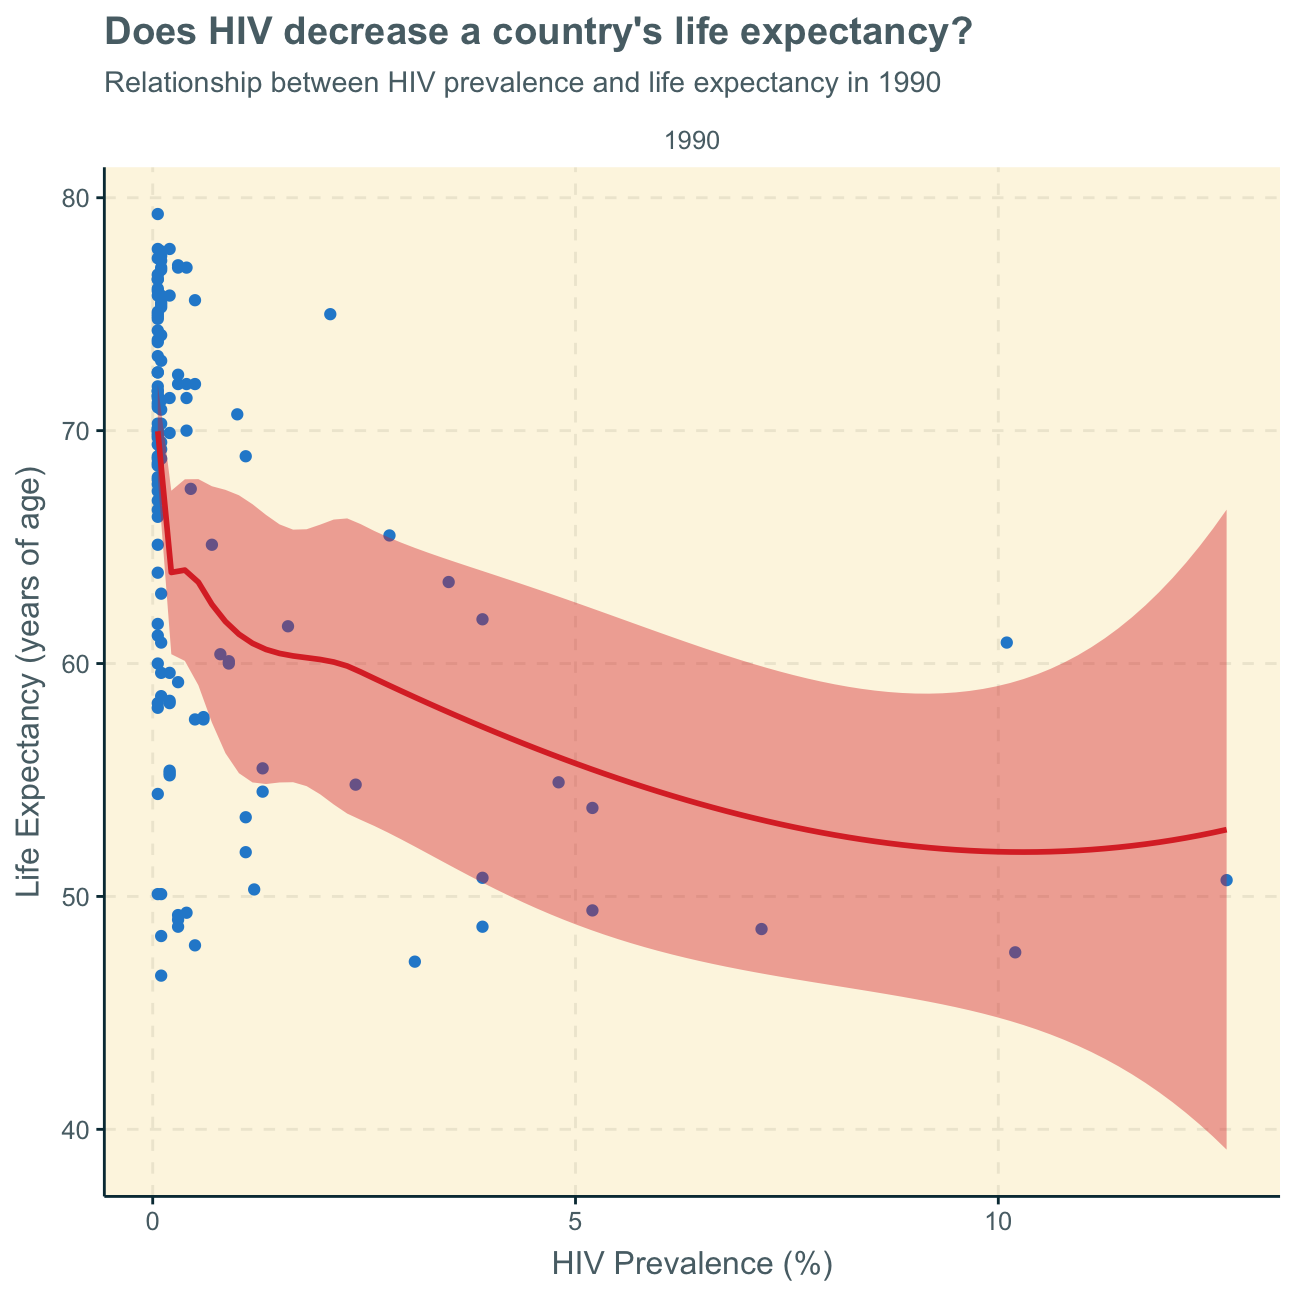 Does HIV decrease a country's life expectancy?
Relationship between HIV prevalence and life expectancy in 1990
1990
80
70
60
50
40
Life Expectancy (years of age)
0 5 10
HIV Prevalence (%)